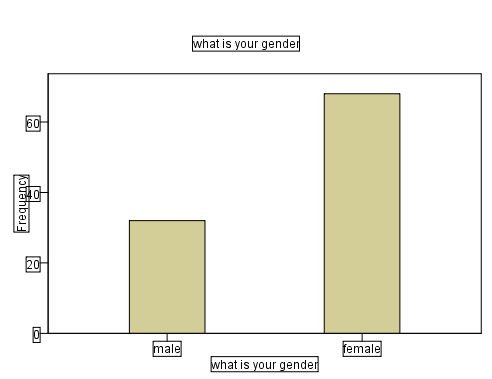 what is your gender
Frequency
60
40
20
0
male
female
what is your gender